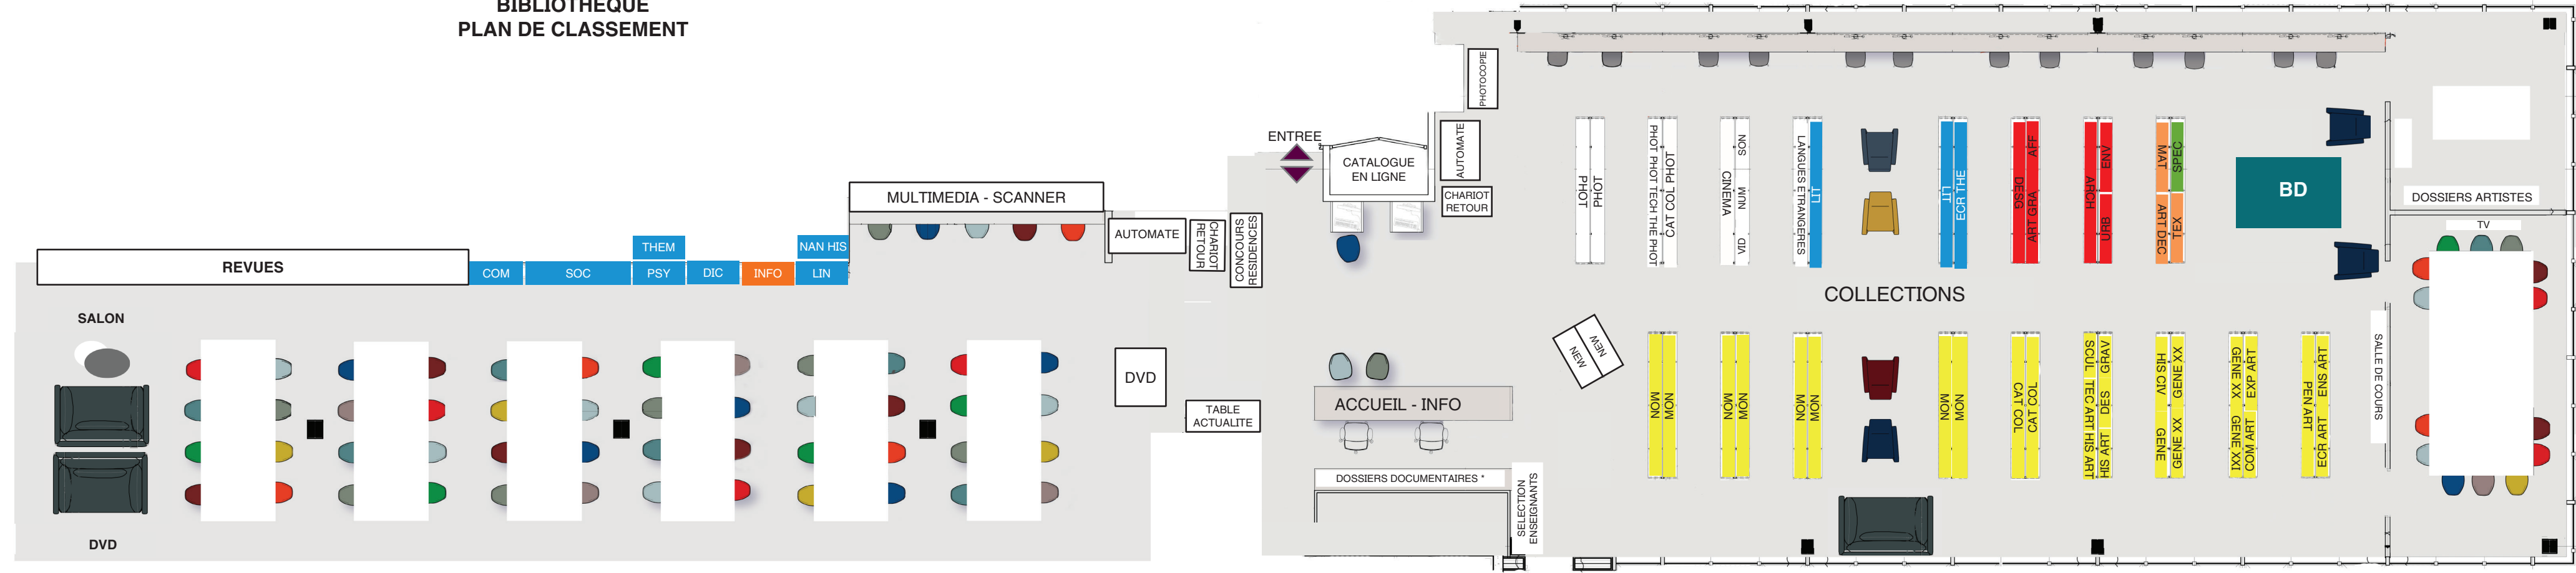 BIBLIOTHEQUE
PLAN DE CLASSEMENT
REVUES
COM
SOC
THEM
PSY
DIC
INFO
NAN HIS
LIN
MULTIMEDIA - SCANNER
AUTOMATE
CHARIOT
RETOUR
CONCOURS
RESIDENCES
SALON
DVD
DVD
TABLE
ACTUALITE
ENTREE
CATALOGUE
EN LIGNE
PHOTOCOPIE
AUTOMATE
CHARIOT
RETOUR
ACCUEIL - INFO
DOSSIERS DOCUMENTAIRES *
SELECTION
ENSEIGNANTS
PHOT
PHOT
PHOT PHOT TECH THE PHOT
CAT COL PHOT
CINEMA
SON
NUM
VID
LANGUES ETRANGERES
LIT
LIT
ECR THE
DESG
ART GRA
AFF
ARCH
URB
ENV
MAT
ART DEC
SPEC
TEX
BD
DOSSIERS ARTISTES
TV
COLLECTIONS
NEW
NEW
MON
MON
MON
MON
MON
MON
MON
MON
CAT COL
CAT COL
SCUL TEC ART HIS ART
HIS ART DES GRAV
HIS CIV GENE
GENE XX GENE XX
IXX GENE GENE XX
COM ART EXP ART
PEN ART
ECR ART ENS ART
SALLE DE COURS